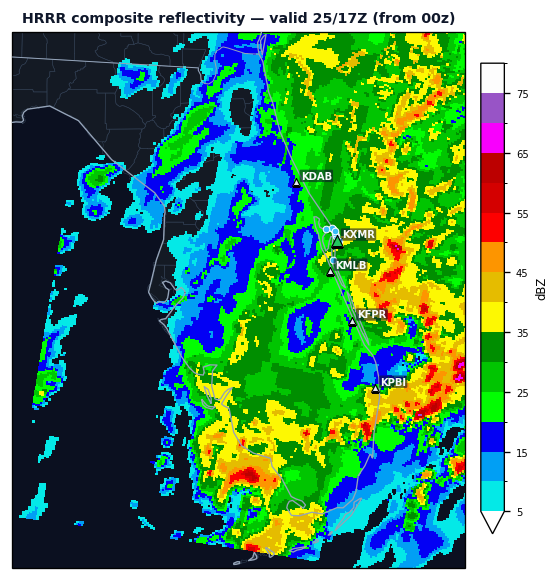 HRRR composite reflectivity — valid 25/17Z (from 00z)
KDAB
KXMR
KMLB
KFPR
KPBI
75
65
55
45
35
25
15
5
dBZ